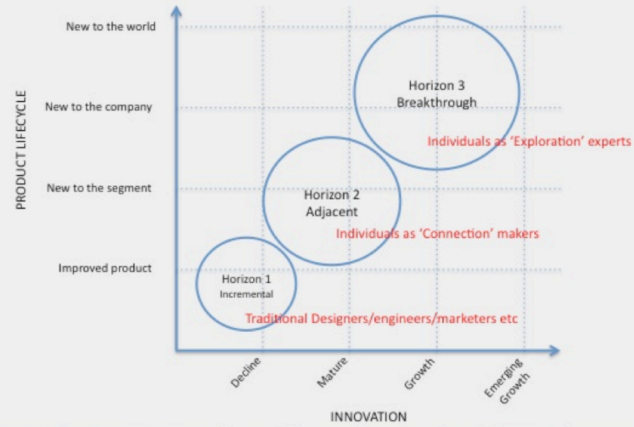 New to the world
Horizon 3
Breakthrough
New to the company
Individuals as 'Exploration' experts
PRODUCT LIFECYCLE
New to the segment
Horizon 2
Adjacent
Individuals as 'Connection' makers
Improved product
Horizon 1
Incremental
Traditional Designers/engineers/marketers etc
Decline
Mature
Growth
Emerging
Growth
INNOVATION